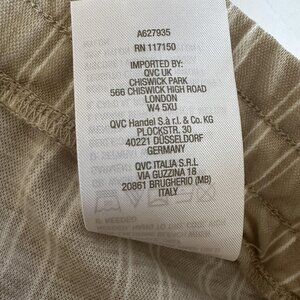 A627935
RN 117150
IMPORTED BY:
QVC UK
CHISWICK PARK
566 CHISWICK HIGH ROAD
LONDON
W4 5XU
QVC Handel S.à r.l. & Co. KG
PLOCKSTR. 30
40221 DÜSSELDORF
GERMANY
QVC ITALIA S.R.L
VIA GUZZINA 18
20861 BRUGHERIO (MB)
ITALY